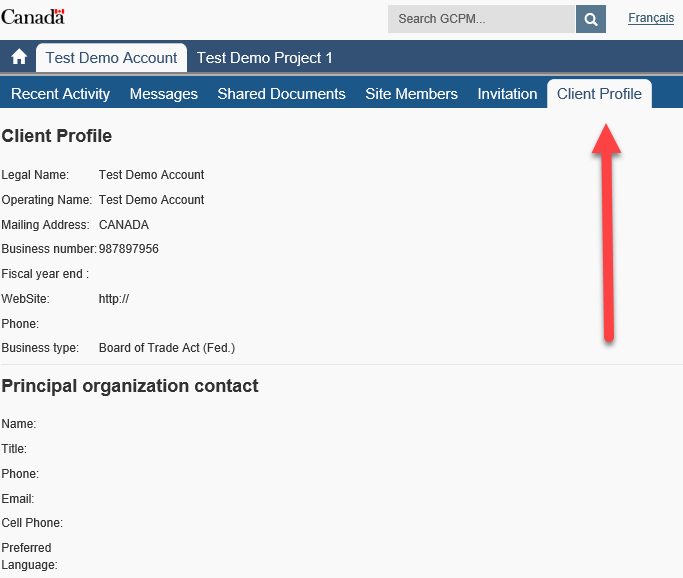 Canada
Search GCPM...
Français
Test Demo Account Test Demo Project 1
Recent Activity Messages Shared Documents Site Members Invitation Client Profile
Client Profile
Legal Name: Test Demo Account
Operating Name: Test Demo Account
Mailing Address: CANADA
Business number: 987897956
Fiscal year end :
WebSite: http://
Phone:
Business type: Board of Trade Act (Fed.)
Principal organization contact
Name:
Title:
Phone:
Email:
Cell Phone:
Preferred
Language: